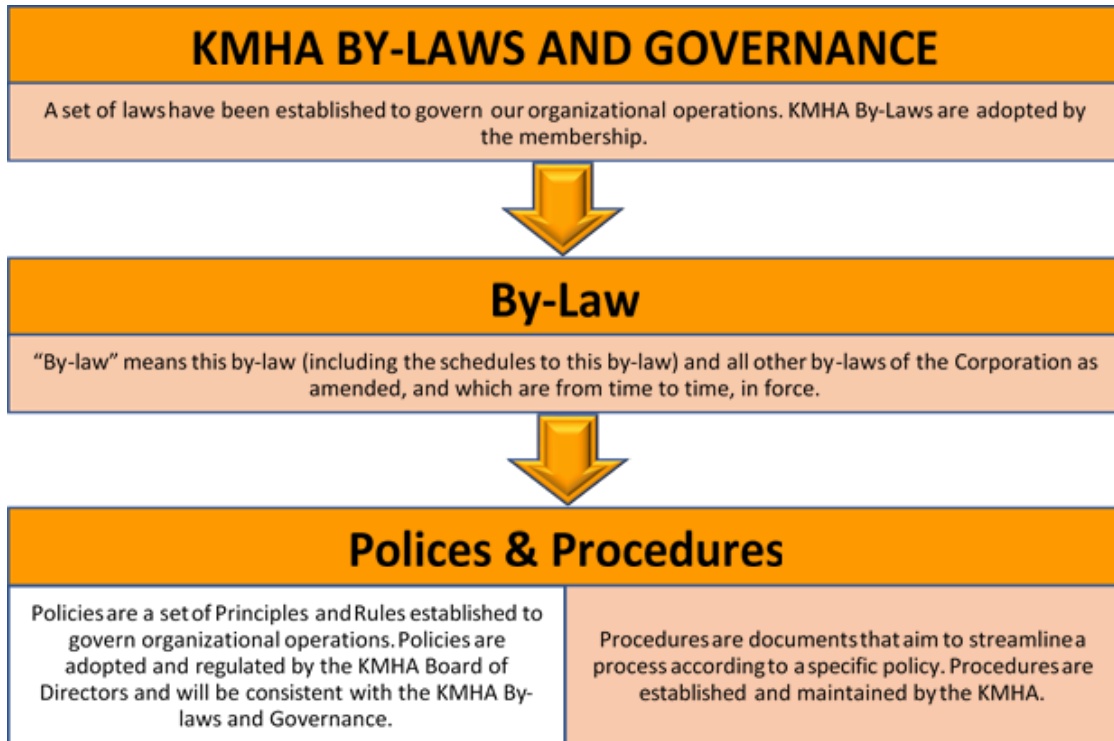 KMHA BY-LAWS AND GOVERNANCE
A set of laws have been established to govern our organizational operations. KMHA By-Laws are adopted by
the membership.
By-Law
“By-law” means this by-law (including the schedules to this by-law) and all other by-laws of the Corporation as
amended, and which are from time to time, in force.
Polices & Procedures
Policies are a set of Principles and Rules established to
govern organizational operations. Policies are
adopted and regulated by the KMHA Board of
Directors and will be consistent with the KMHA By-
laws and Governance.
Procedures are documents that aim to streamline a
process according to a specific policy. Procedures are
established and maintained by the KMHA.